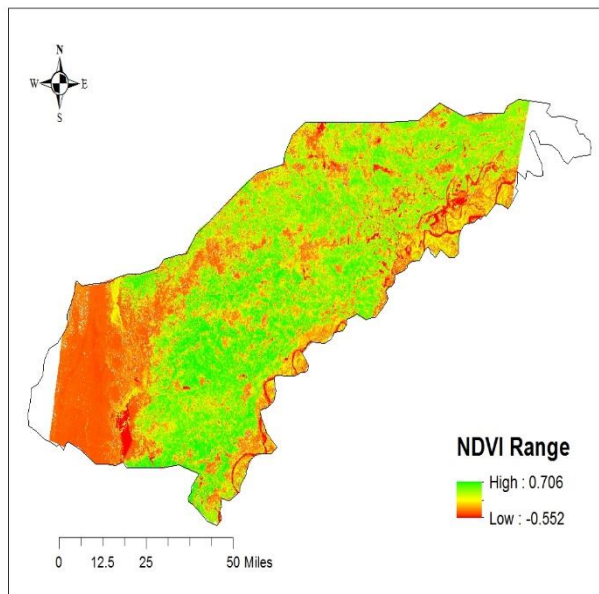 N
W E
S
NDVI Range
High : 0.706
Low : -0.552
0 12.5 25 50 Miles